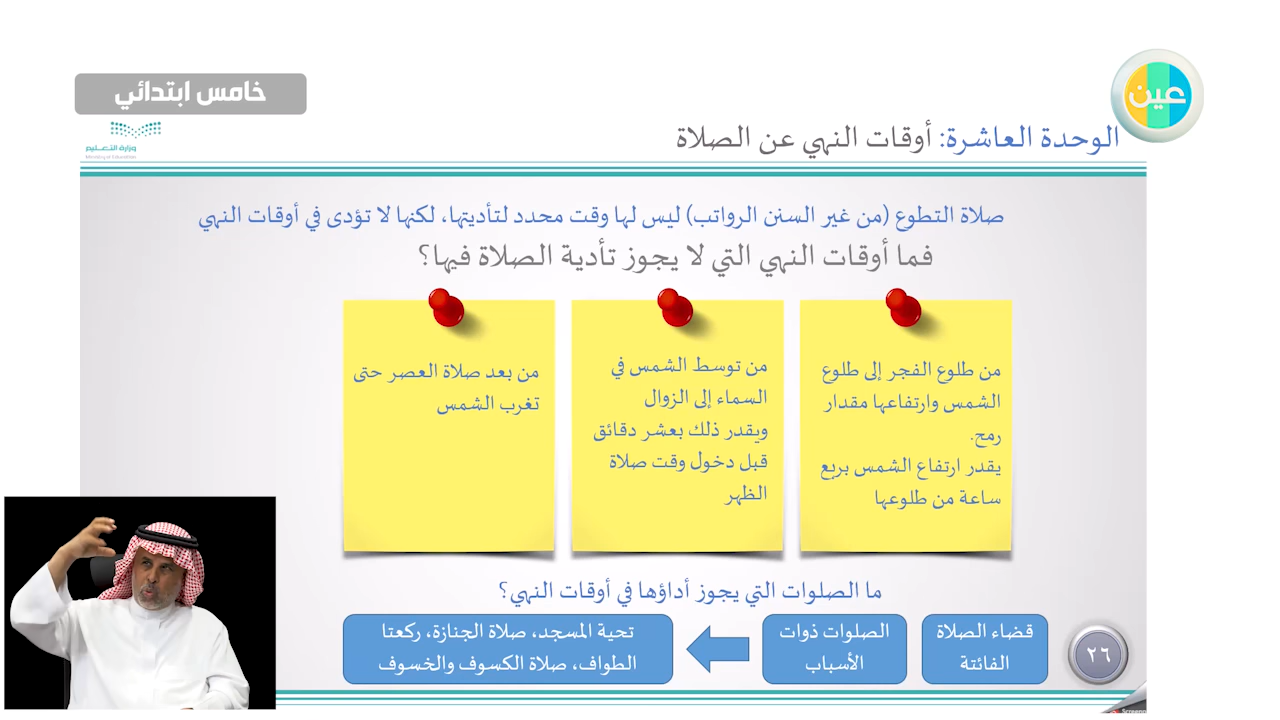 خامس ابتدائي
عين
وزارة التعليم
Ministry of Education
الوحدة العاشرة: أوقات النهي عن الصلاة
صلاة التطوع (من غير السنن الرواتب) ليس لها وقت محدد لتأديتها، لكنها لا تؤدى في أوقات النهي
فما أوقات النهي التي لا يجوز تأدية الصلاة فيها؟
من طلوع الفجر إلى طلوع
الشمس وارتفاعها مقدار
رمح.
يقدر ارتفاع الشمس بربع
ساعة من طلوعها
من توسط الشمس في
السماء إلى الزوال
ويقدر ذلك بعشر دقائق
قبل دخول وقت صلاة
الظهر
من بعد صلاة العصر حتى
تغرب الشمس
ما الصلوات التي يجوز أداؤها في أوقات النهي؟
قضاء الصلاة
الفائتة
الصلوات ذوات
الأسباب
تحية المسجد، صلاة الجنازة، ركعتا
الطواف، صلاة الكسوف والخسوف
٢٦